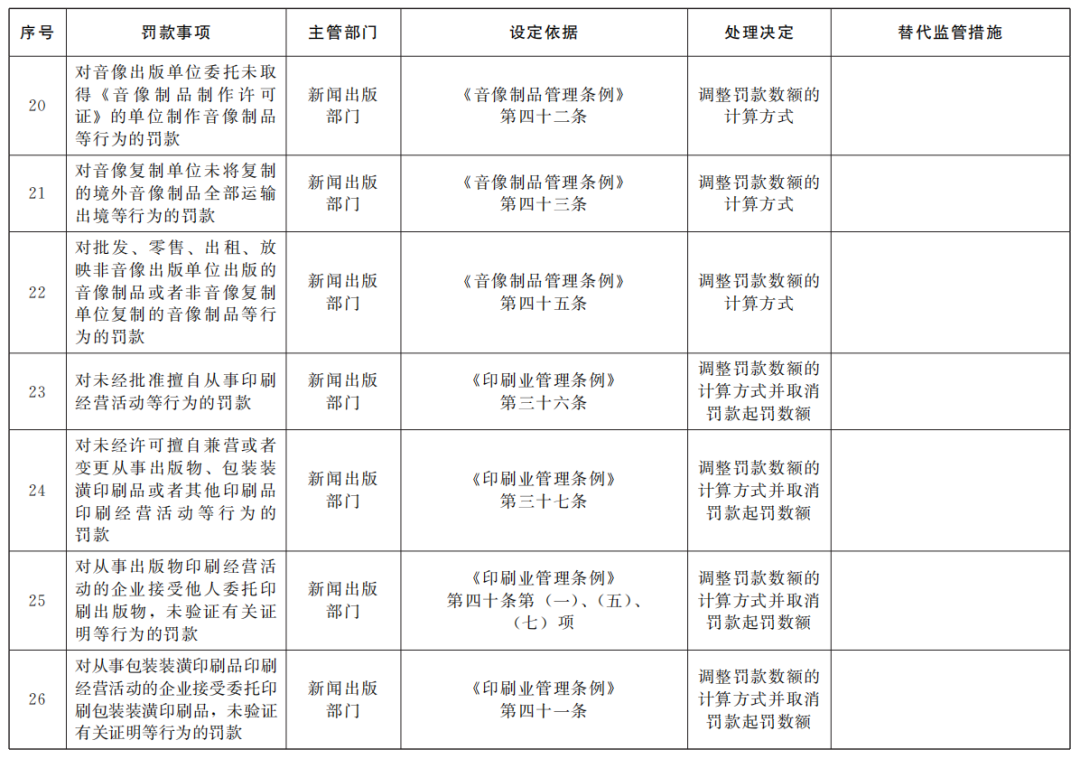 序号 罚款事项 主管部门 设定依据 处理决定 替代监管措施
20
对音像出版单位委托未取
得《音像制品制作许可
证》的单位制作音像制品
等行为的罚款
新闻出版
部门
《音像制品管理条例》
第四十二条
调整罚款数额的
计算方式
21
对音像复制单位未将复制
的境外音像制品全部运输
出境等行为的罚款
新闻出版
部门
《音像制品管理条例》
第四十三条
调整罚款数额的
计算方式
22
对批发、零售、出租、放
映非音像出版单位出版的
音像制品或者非音像复制
单位复制的音像制品等行
为的罚款
新闻出版
部门
《音像制品管理条例》
第四十五条
调整罚款数额的
计算方式
23
对未经批准擅自从事印刷
经营活动等行为的罚款
新闻出版
部门
《印刷业管理条例》
第三十六条
调整罚款数额的
计算方式并取消
罚款起罚数额
24
对未经许可擅自兼营或者
变更从事出版物、包装装
潢印刷品或者其他印刷品
印刷经营活动等行为的
罚款
新闻出版
部门
《印刷业管理条例》
第三十七条
调整罚款数额的
计算方式并取消
罚款起罚数额
25
对从事出版物印刷经营活
动的企业接受他人委托印
刷出版物，未验证有关证
明等行为的罚款
新闻出版
部门
《印刷业管理条例》
第四十条第（一）、（五）、
（七）项
调整罚款数额的
计算方式并取消
罚款起罚数额
26
对从事包装装潢印刷品印刷
经营活动的企业接受委托印
刷包装装潢印刷品，未验证
有关证明等行为的罚款
新闻出版
部门
《印刷业管理条例》
第四十一条
调整罚款数额的
计算方式并取消
罚款起罚数额